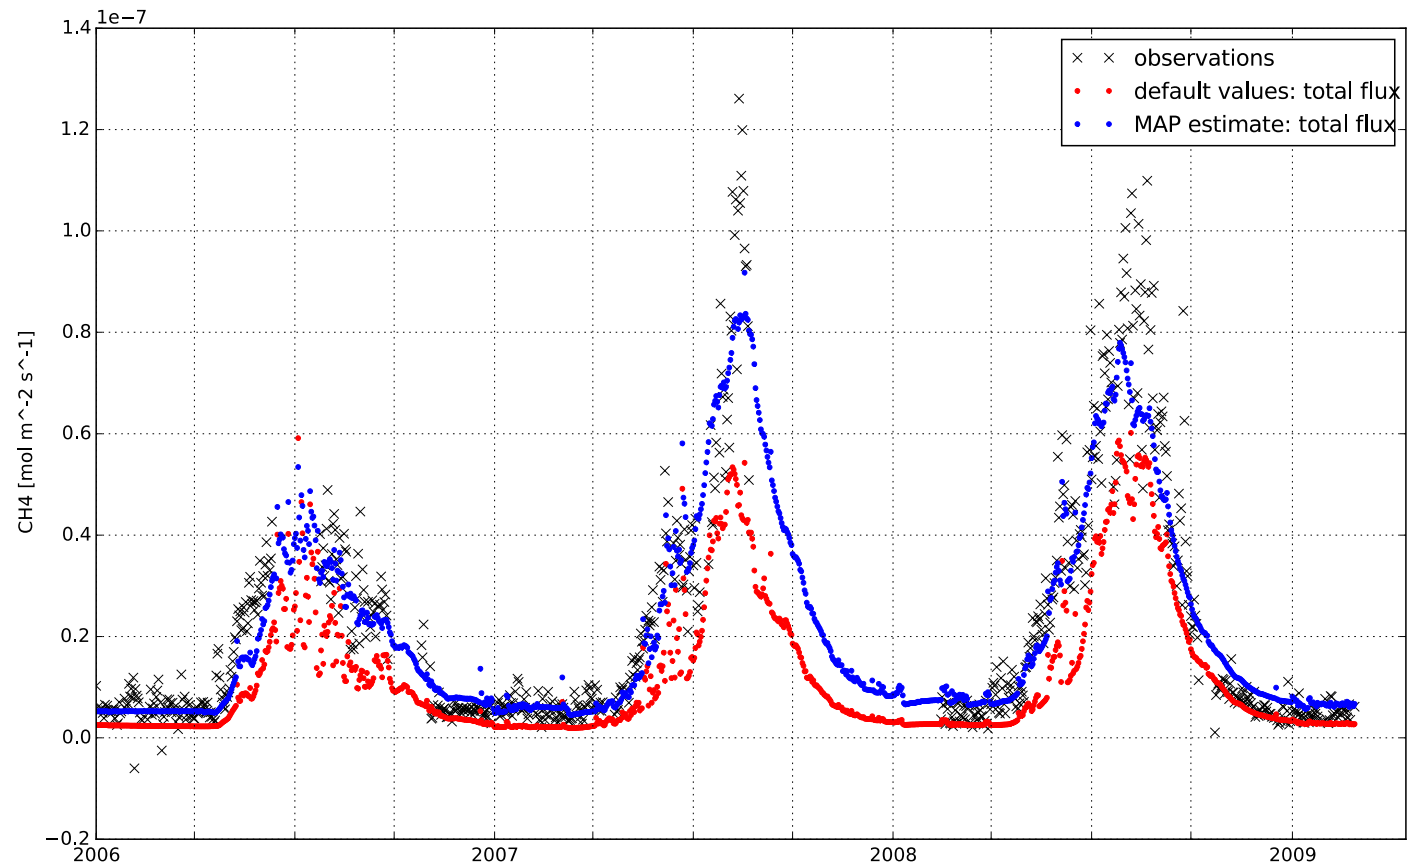 1e−7
1.4
1.2
1.0
0.8
0.6
0.4
0.2
0.0
−0.2
CH4 [mol m^-2 s^-1]
observations
default values: total flux
MAP estimate: total flux
2006 2007 2008 2009